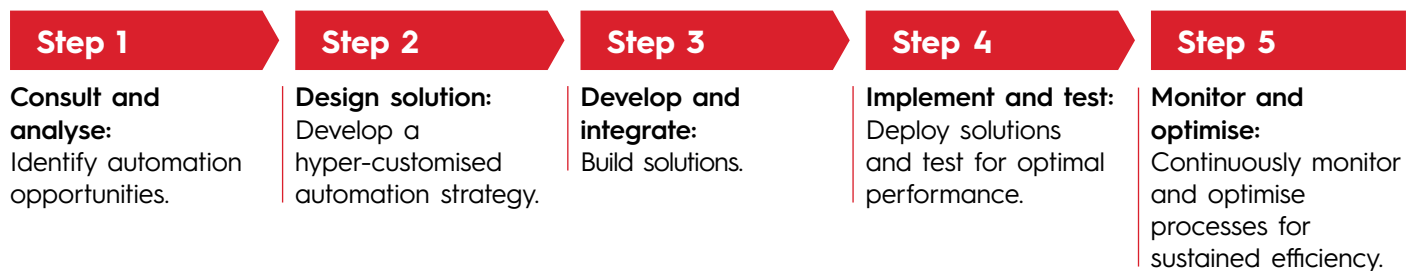 Step 1
Consult and
analyse:
Identify automation
opportunities.
Step 2
Design solution:
Develop a
hyper-customised
automation strategy.
Step 3
Develop and
integrate:
Build solutions.
Step 4
Implement and test:
Deploy solutions
and test for optimal
performance.
Step 5
Monitor and
optimise:
Continuously monitor
and optimise
processes for
sustained efficiency.